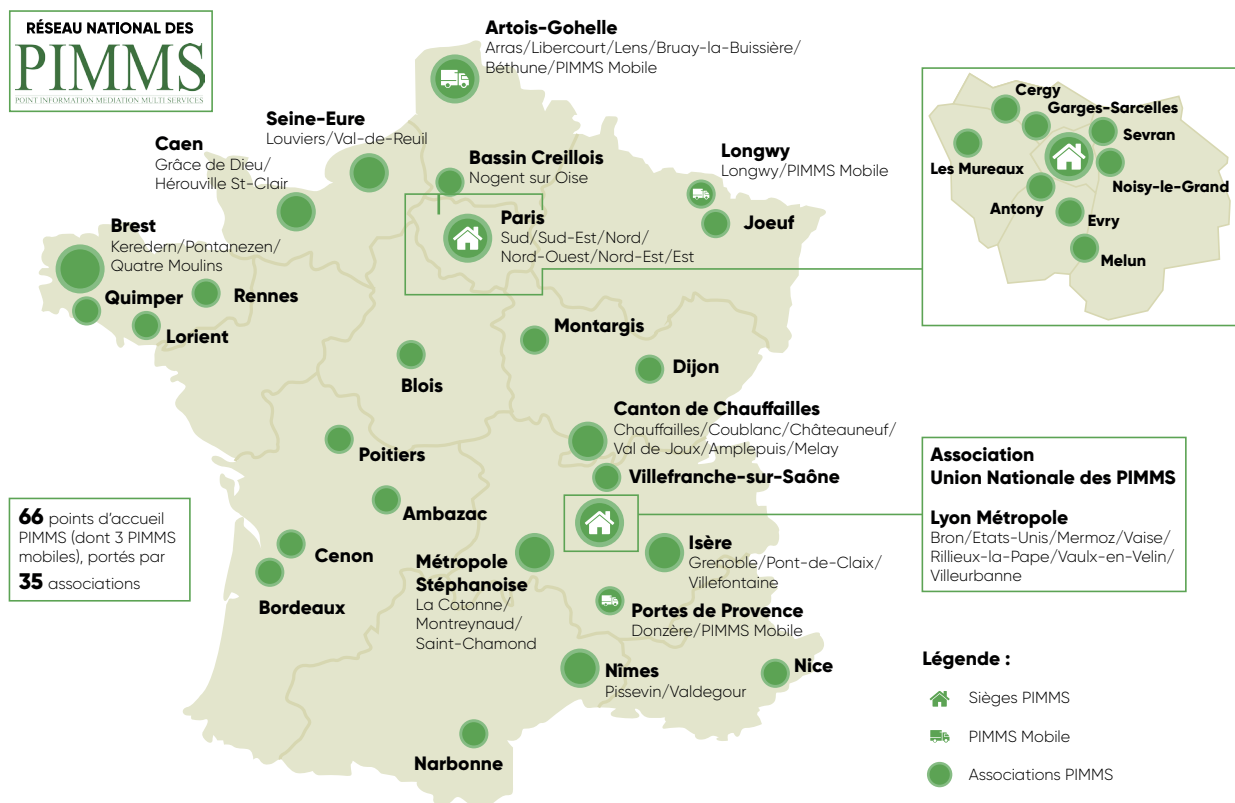 RÉSEAU NATIONAL DES
PIMMS
POINT INFORMATION MEDIATION MULTI SERVICES
Artois-Gohelle
Arras/Libercourt/Lens/Bruay-la-Buissière/
Béthune/PIMMS Mobile
Seine-Eure
Louviers/Val-de-Reuil
Caen
Grâce de Dieu/
Hérouville St-Clair
Bassin Creillois
Nogent sur Oise
Longwy
Longwy/PIMMS Mobile
Joeuf
Paris
Sud/Sud-Est/Nord/
Nord-Ouest/Nord-Est/Est
Brest
Keredern/Pontanezen/
Quatre Moulins
Quimper
Rennes
Lorient
Montargis
Dijon
Blois
Canton de Chauffailles
Chauffailles/Coublanc/Châteauneuf/
Val de Joux/Amplepuis/Melay
Poitiers
Villefranche-sur-Saône
Ambazac
Cenon
Bordeaux
Métropole
Stéphanoise
La Cotonne/
Montreynaud/
Saint-Chamond
Isère
Grenoble/Pont-de-Claix/
Villefontaine
Portes de Provence
Donzère/PIMMS Mobile
Nîmes
Pissevin/Valdegour
Nice
Narbonne
66 points d'accueil
PIMMS (dont 3 PIMMS
mobiles), portés par
35 associations
Cergy
Garges-Sarcelles
Sevran
Les Mureaux
Noisy-le-Grand
Antony
Evry
Melun
Association
Union Nationale des PIMMS
Lyon Métropole
Bron/Etats-Unis/Mermoz/Vaise/
Rillieux-la-Pape/Vaulx-en-Velin/
Villeurbanne
Légende :
Sièges PIMMS
PIMMS Mobile
Associations PIMMS